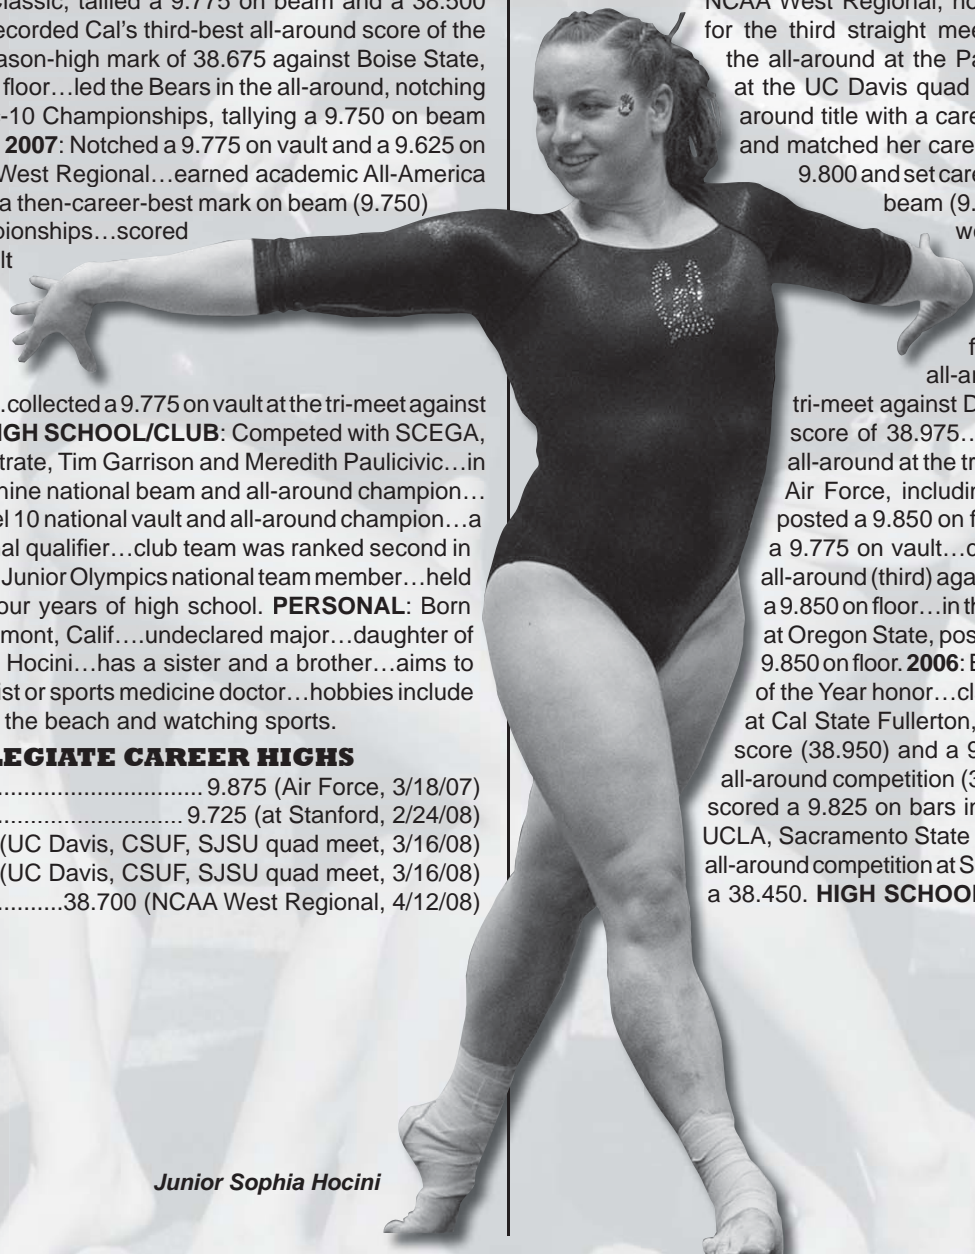 Classic, tallied a 9.775 on beam and a 38.500
ecorded Cal's third-best all-around score of the
ason-high mark of 38.675 against Boise State,
floor…led the Bears in the all-around, notching
-10 Championships, tallying a 9.750 on beam
2007: Notched a 9.775 on vault and a 9.625 on
West Regional…earned academic All-America
a then-career-best mark on beam (9.750)
pionships…scored
lt
.collected a 9.775 on vault at the tri-meet against
IGH SCHOOL/CLUB: Competed with SCEGA,
trate, Tim Garrison and Meredith Paulicivic…in
nine national beam and all-around champion…
el 10 national vault and all-around champion…a
al qualifier…club team was ranked second in
Junior Olympics national team member…held
our years of high school. PERSONAL: Born
mont, Calif.…undeclared major…daughter of
Hocini…has a sister and a brother…aims to
ist or sports medicine doctor…hobbies include
the beach and watching sports.
LEGIATE CAREER HIGHS
9.875 (Air Force, 3/18/07)
9.725 (at Stanford, 2/24/08)
(UC Davis, CSUF, SJSU quad meet, 3/16/08)
(UC Davis, CSUF, SJSU quad meet, 3/16/08)
38.700 (NCAA West Regional, 4/12/08)
Junior Sophia Hocini
NCAA West Regional, no
for the third straight mee
the all-around at the Pa
at the UC Davis quad
around title with a care
and matched her caree
9.800 and set care
beam (9.
we
f
all-ar
tri-meet against D
score of 38.975…
all-around at the tr
Air Force, includin
posted a 9.850 on f
a 9.775 on vault…c
all-around (third) aga
a 9.850 on floor…in th
at Oregon State, pos
9.850 on floor. 2006: E
of the Year honor…cl
at Cal State Fullerton,
score (38.950) and a 9
all-around competition (3
scored a 9.825 on bars in
UCLA, Sacramento State
all-around competition at S
a 38.450. HIGH SCHOOL
CAL